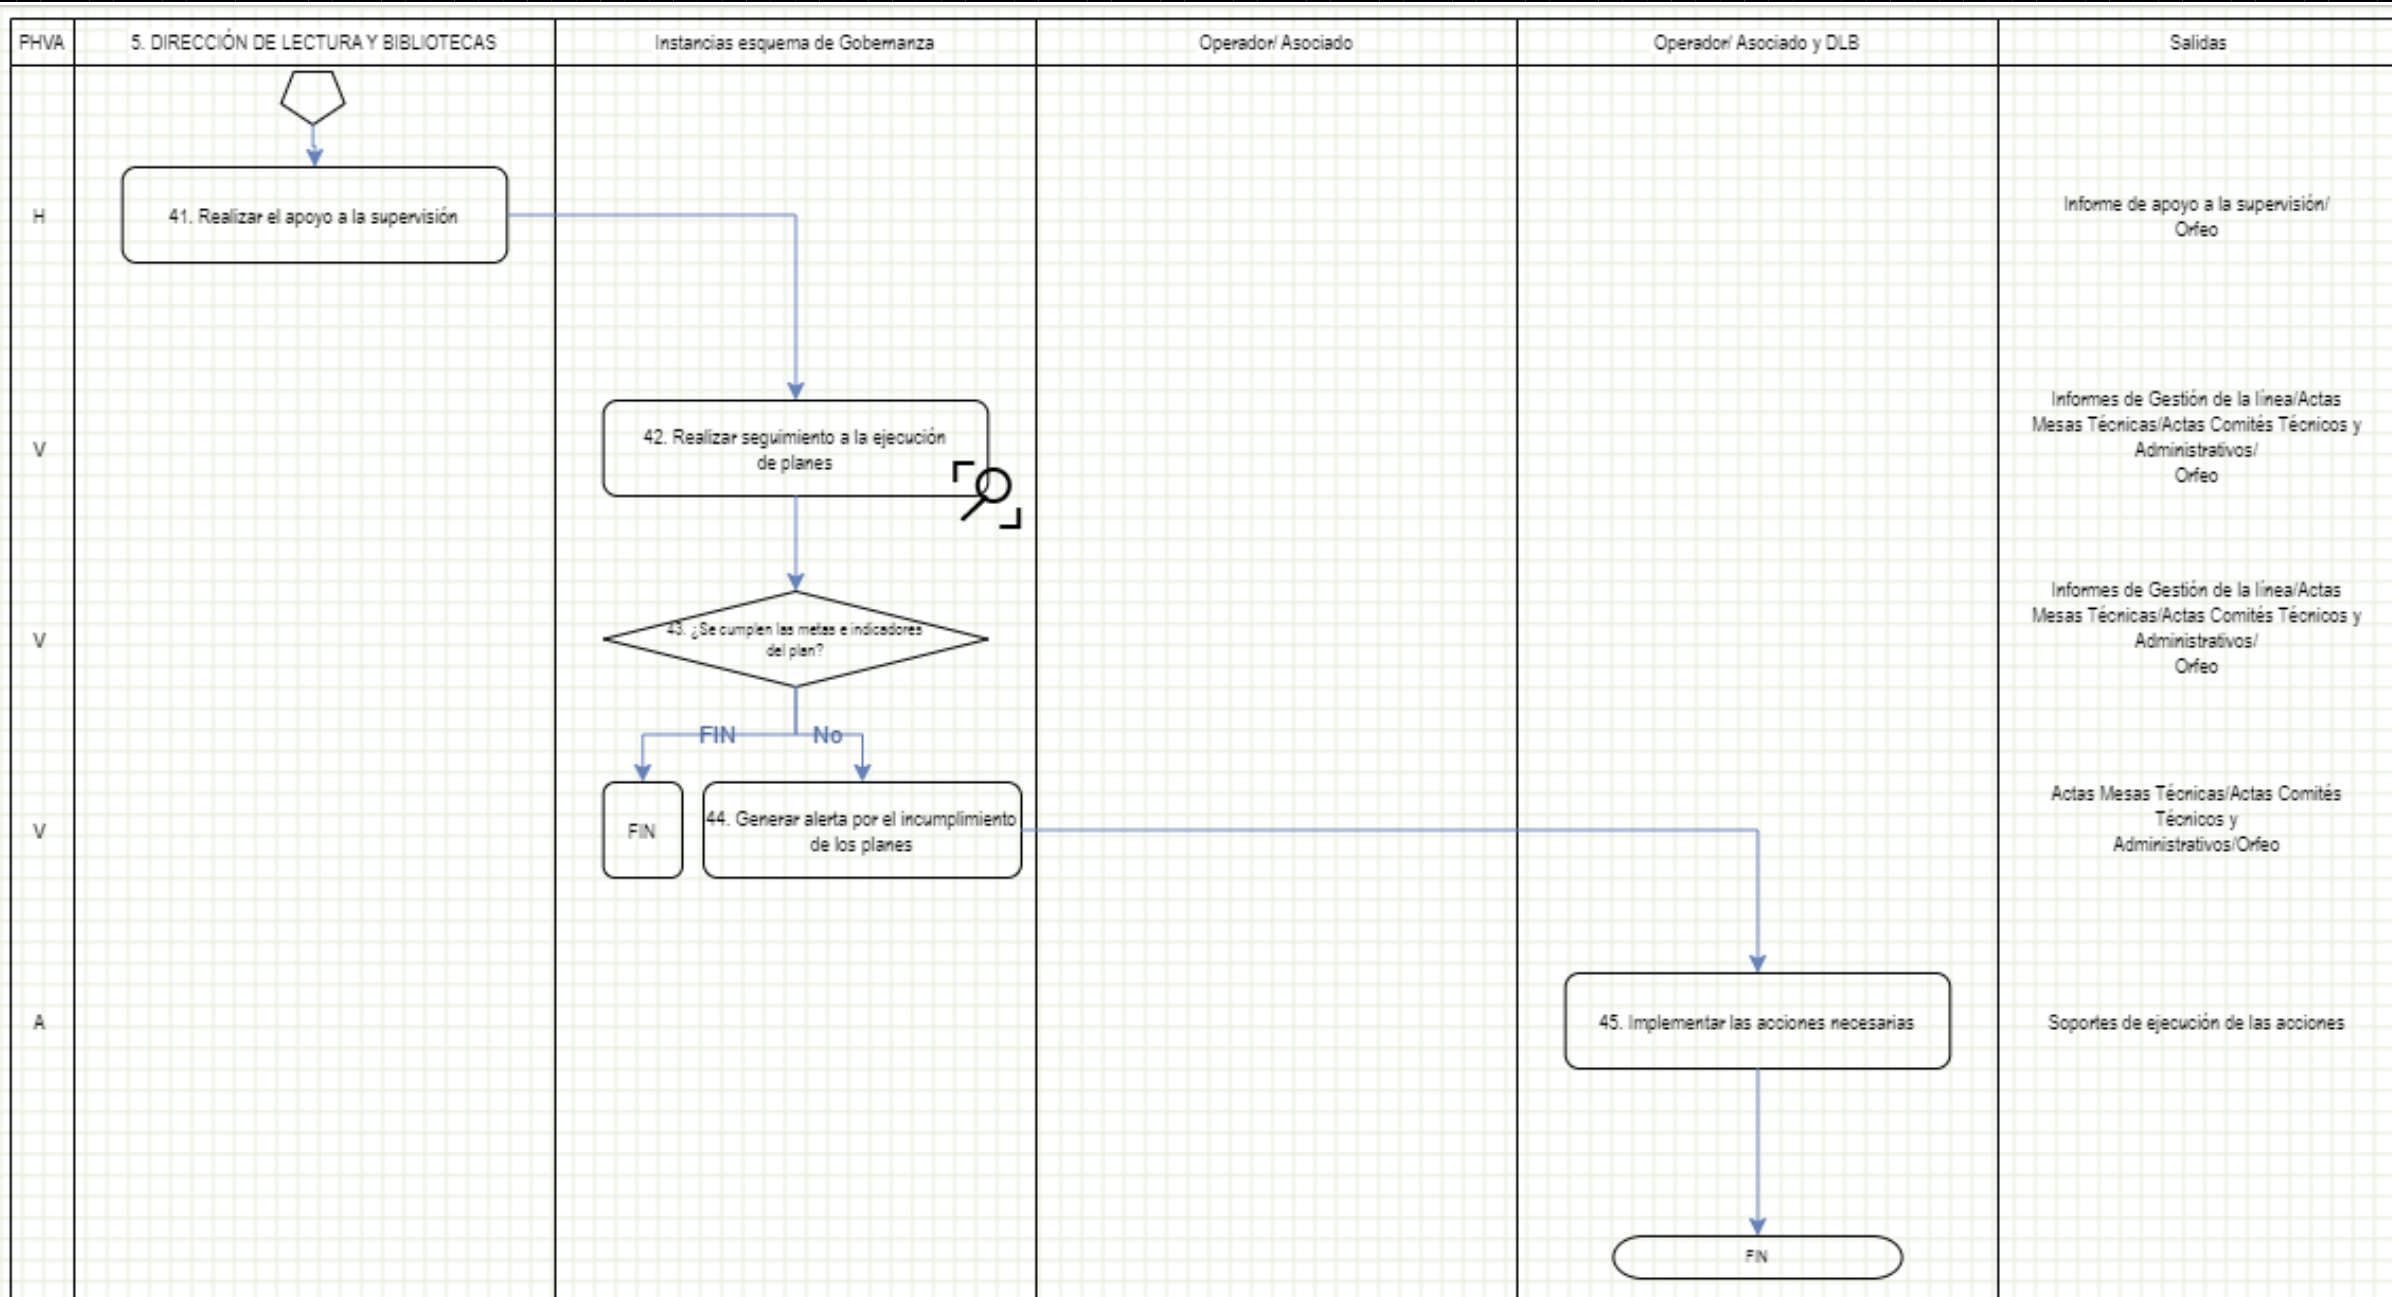 PHVA
5. DIRECCIÓN DE LECTURA Y BIBLIOTECAS
Instancias esquema de Gobernanza
Operador/ Asociado
Operador/ Asociado y DLB
Salidas
H
41. Realizar el apoyo a la supervisión
Informe de apoyo a la supervisión/
Orfeo
V
42. Realizar seguimiento a la ejecución
de planes
Informes de Gestión de la línea/Actas
Mesas Técnicas/Actas Comités Técnicos y
Administrativos/
Orfeo
V
43. ¿Se cumplen las metas e indicadores
del plan?
Informes de Gestión de la línea/Actas
Mesas Técnicas/Actas Comités Técnicos y
Administrativos/
Orfeo
FIN
No
V
FIN
44. Generar alerta por el incumplimiento
de los planes
Actas Mesas Técnicas/Actas Comités
Técnicos y
Administrativos/Orfeo
A
45. Implementar las acciones necesarias
Soportes de ejecución de las acciones
FIN